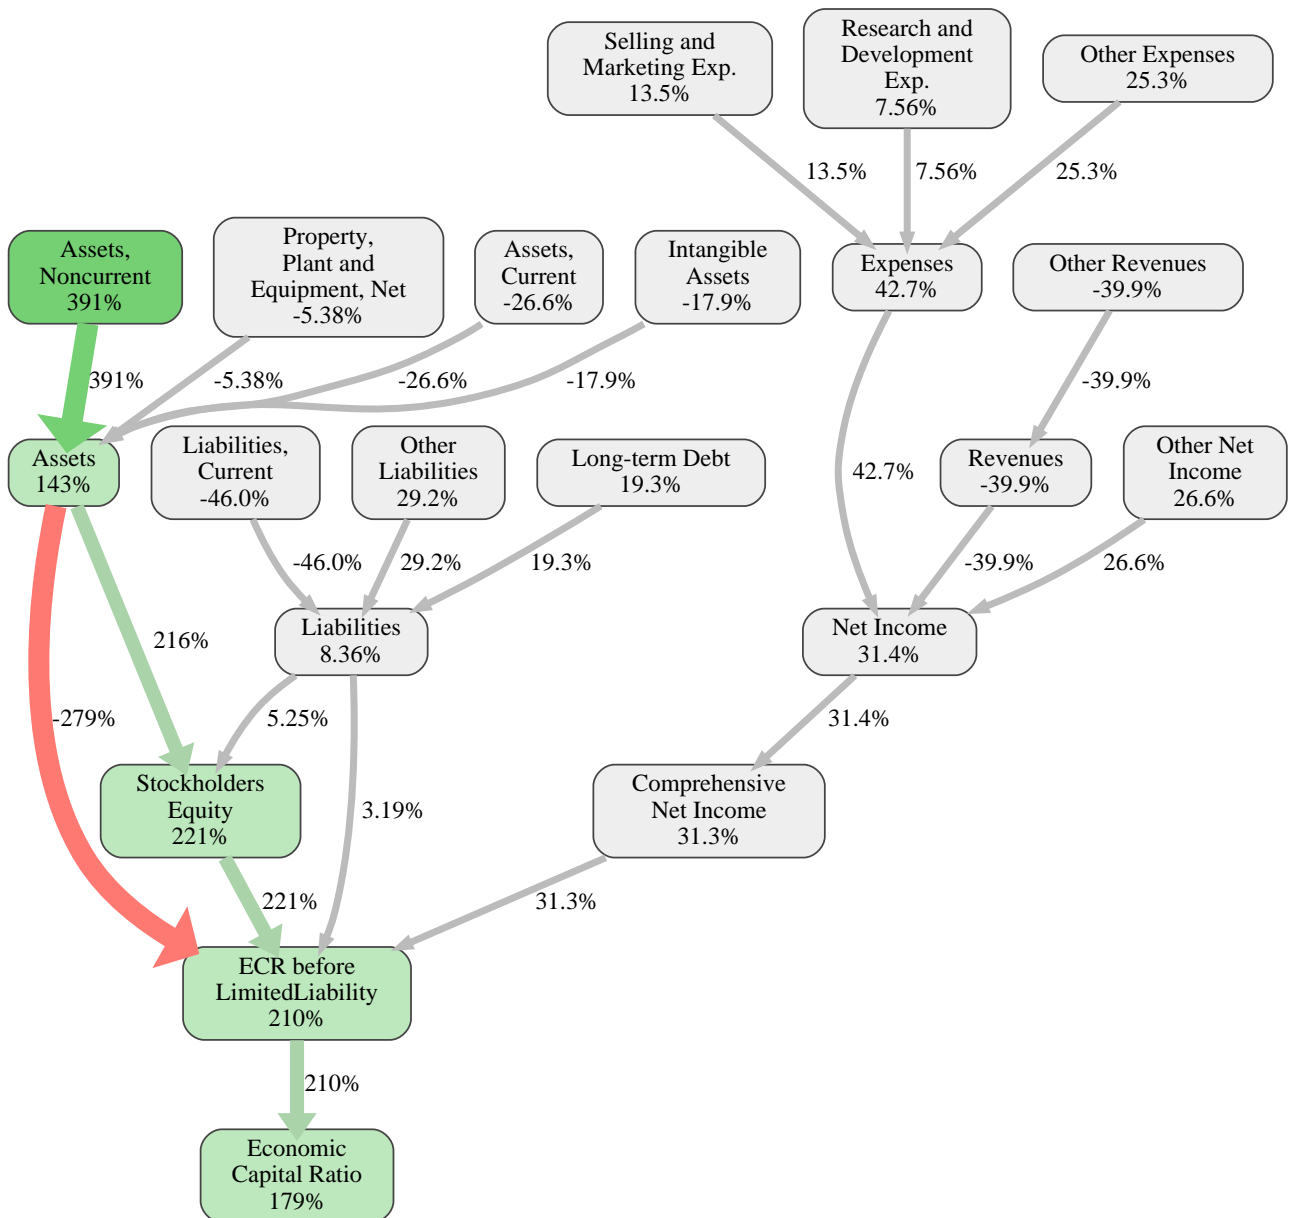 Selling and
Marketing Exp.
13.5%
Research and
Development
Exp.
7.56%
Other Expenses
25.3%
13.5%
7.56%
25.3%
Assets,
Noncurrent
391%
Property,
Plant and
Equipment, Net
-5.38%
Assets,
Current
-26.6%
Intangible
Assets
-17.9%
Expenses
42.7%
Other Revenues
-39.9%
391%
-5.38%
-26.6%
-17.9%
-39.9%
Assets
143%
Liabilities,
Current
-46.0%
Other
Liabilities
29.2%
Long-term Debt
19.3%
42.7%
Revenues
-39.9%
Other Net
Income
26.6%
-46.0%
29.2%
19.3%
-39.9%
26.6%
216%
Liabilities
8.36%
Net Income
31.4%
-279%
5.25%
31.4%
Stockholders
Equity
221%
3.19%
Comprehensive
Net Income
31.3%
221%
31.3%
ECR before
LimitedLiability
210%
210%
Economic
Capital Ratio
179%